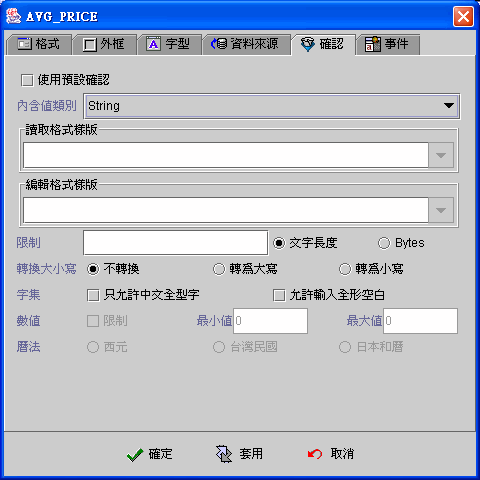 AVG_PRICE
格式 外框 字型 資料來源 確認 事件
使用預設確認
內含值類別 String
讀取格式樣版
編輯格式樣版
限制 文字長度 Bytes
轉換大小寫 不轉換 轉為大寫 轉為小寫
字集 只允許中文全型字 允許輸入全形空白
數值 限制 最小值 0 最大值 0
曆法 西元 台灣民國 日本和曆
確定 套用 取消